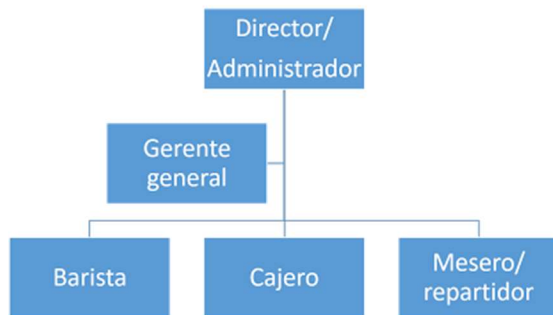 Director/
Administrador
Gerente
general
Barista
Cajero
Mesero/
repartidor